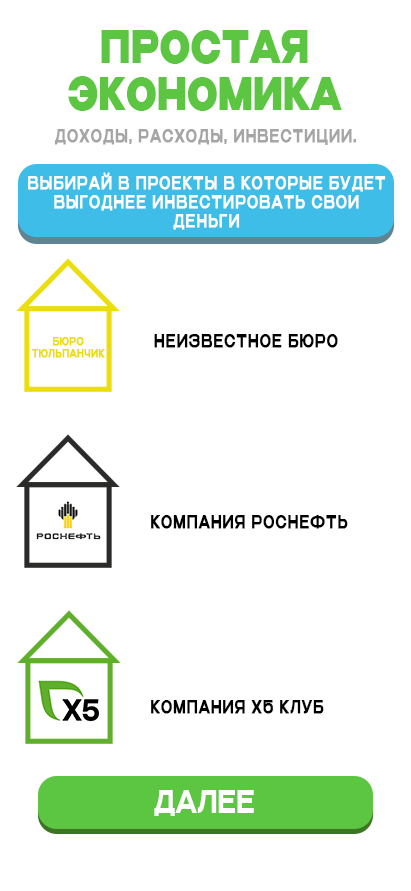 ПРОСТАЯ
ЭКОНОМИКА
ДОХОДЫ, РАСХОДЫ, ИНВЕСТИЦИИ.
ВЫБИРАЙ В ПРОЕКТЫ В КОТОРЫЕ БУДЕТ
ВЫГОДНЕЕ ИНВЕСТИРОВАТЬ СВОИ
ДЕНЬГИ
БЮРО
ТЮЛЬПАНЧИК
НЕИЗВЕСТНОЕ БЮРО
РОСНЕФТЬ
КОМПАНИЯ РОСНЕФТЬ
X5
КОМПАНИЯ Х5 КЛУБ
ДАЛЕЕ